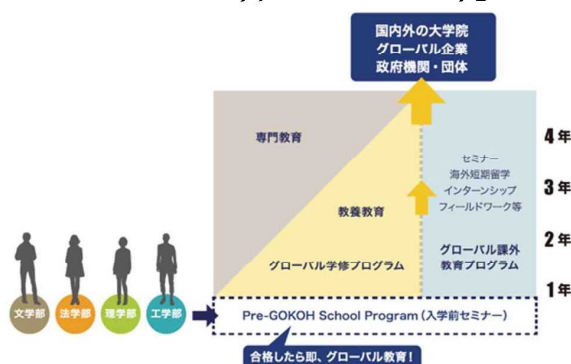 国内外の大学院
グローバル企業
政府機関・団体
専門教育
教養教育
グローバル学修プログラム
セミナー
海外短期留学
インターンシップ
フィールドワーク等
グローバル課外
教育プログラム
4年
3年
2年
1年
文学部
法学部
理学部
工学部
Pre-GOKOH School Program（入学前セミナー）
合格したら即、グローバル教育！